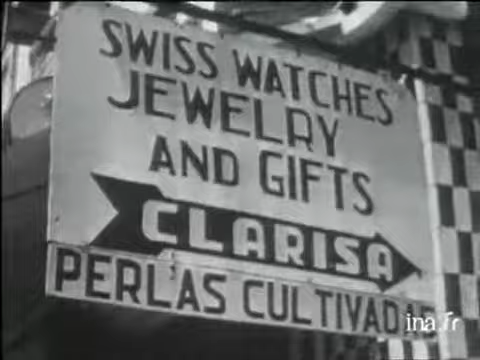 SWISS WATCHES
JEWELRY
AND GIFTS
CLARISA
PERLAS CULTIVADAS
ina.fr